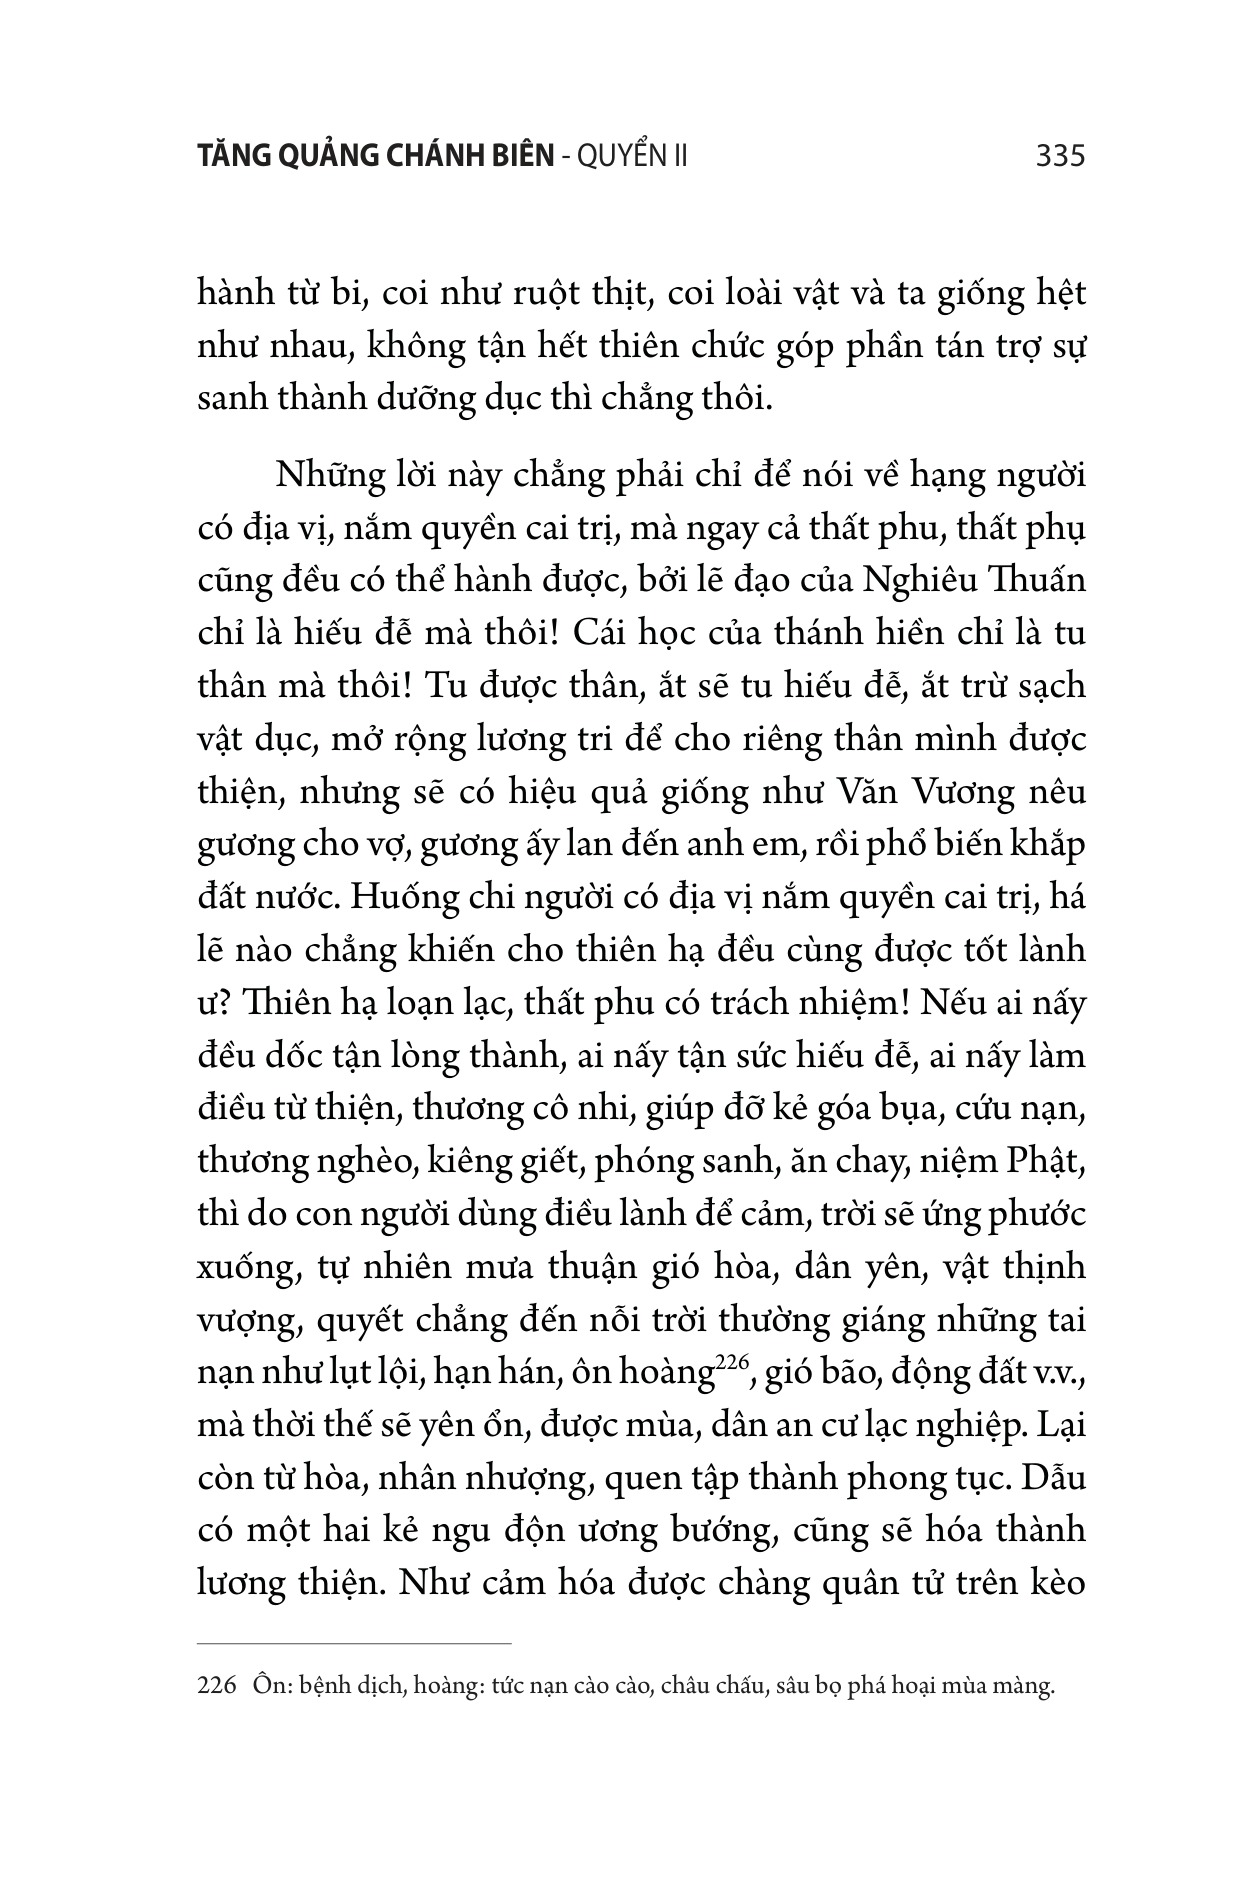 TĂNG QUẢNG CHÁNH BIÊN - QUYỂN II 335
hành từ bi, coi như ruột thịt, coi loài vật và ta giống hệt
như nhau, không tận hết thiên chức góp phần tán trợ sự
sanh thành dưỡng dục thì chẳng thôi.
Những lời này chẳng phải chỉ để nói về hạng người
có địa vị, nắm quyền cai trị, mà ngay cả thất phu, thất phụ
cũng đều có thể hành được, bởi lẽ đạo của Nghiêu Thuấn
chỉ là hiếu đễ mà thôi! Cái học của thánh hiền chỉ là tu
thân mà thôi! Tu được thân, ắt sẽ tu hiếu đễ, ắt trừ sạch
vật dục, mở rộng lương tri để cho riêng thân mình được
thiện, nhưng sẽ có hiệu quả giống như Văn Vương nêu
gương cho vợ, gương ấy lan đến anh em, rồi phổ biến khắp
đất nước. Huống chi người có địa vị nắm quyền cai trị, há
lẽ nào chẳng khiến cho thiên hạ đều cùng được tốt lành
ư? Thiên hạ loạn lạc, thất phu có trách nhiệm! Nếu ai nấy
đều dốc tận lòng thành, ai nấy tận sức hiếu đễ, ai nấy làm
điều từ thiện, thương cô nhi, giúp đỡ kẻ góa bụa, cứu nạn,
thương nghèo, kiêng giết, phóng sanh, ăn chay, niệm Phật,
thì do con người dùng điều lành để cảm, trời sẽ ứng phước
xuống, tự nhiên mưa thuận gió hòa, dân yên, vật thịnh
vượng, quyết chẳng đến nỗi trời thường giáng những tai
nạn như lụt lội, hạn hán, ôn hoàng226, gió bão, động đất v.v.,
mà thời thế sẽ yên ổn, được mùa, dân an cư lạc nghiệp. Lại
còn từ hòa, nhân nhượng, quen tập thành phong tục. Dẫu
có một hai kẻ ngu độn ương bướng, cũng sẽ hóa thành
lương thiện. Như cảm hóa được chàng quân tử trên kèo
226 Ôn: bệnh dịch, hoàng: tức nạn cào cào, châu chấu, sâu bọ phá hoại mùa màng.